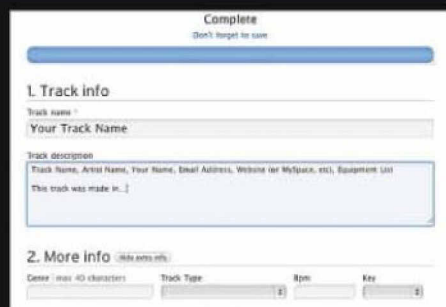 Complete
Don't forget to save
1. Track info
Track name *
Your Track Name
Track description
Track Name, Artist Name, Your Name, Email Address, Website (or MySpace, etc), Equipment List
This track was made in...
2. More info Hide extra info
Genre max 40 characters Track Type Bpm Key